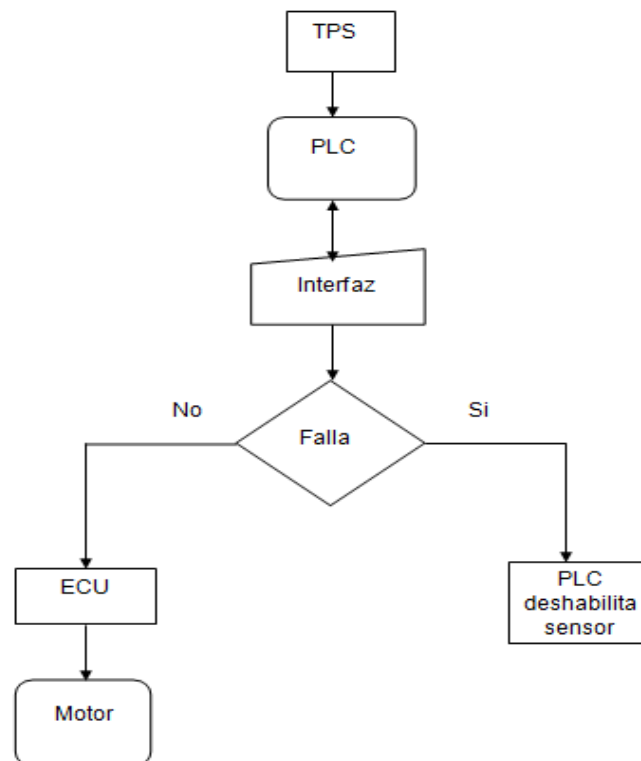 TPS
PLC
Interfaz
No
Si
Falla
ECU
PLC
deshabilita
sensor
Motor